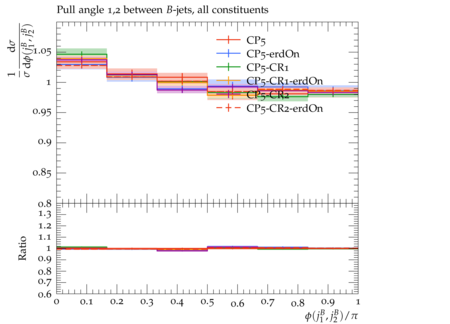 Pull angle 1,2 between B-jets, all constituents
1/σ dσ/dϕ(j₁ᴮ, j₂ᴮ)
1.05
1
0.95
0.9
0.85
0.8
CP5
CP5-erdOn
CP5-CR1
CP5-CR1-erdOn
CP5-CR2
CP5-CR2-erdOn
Ratio
1.3
1.2
1.1
1
0.9
0.8
0.7
0.6
0 0.1 0.2 0.3 0.4 0.5 0.6 0.7 0.8 0.9 1
ϕ(j₁ᴮ, j₂ᴮ)/π